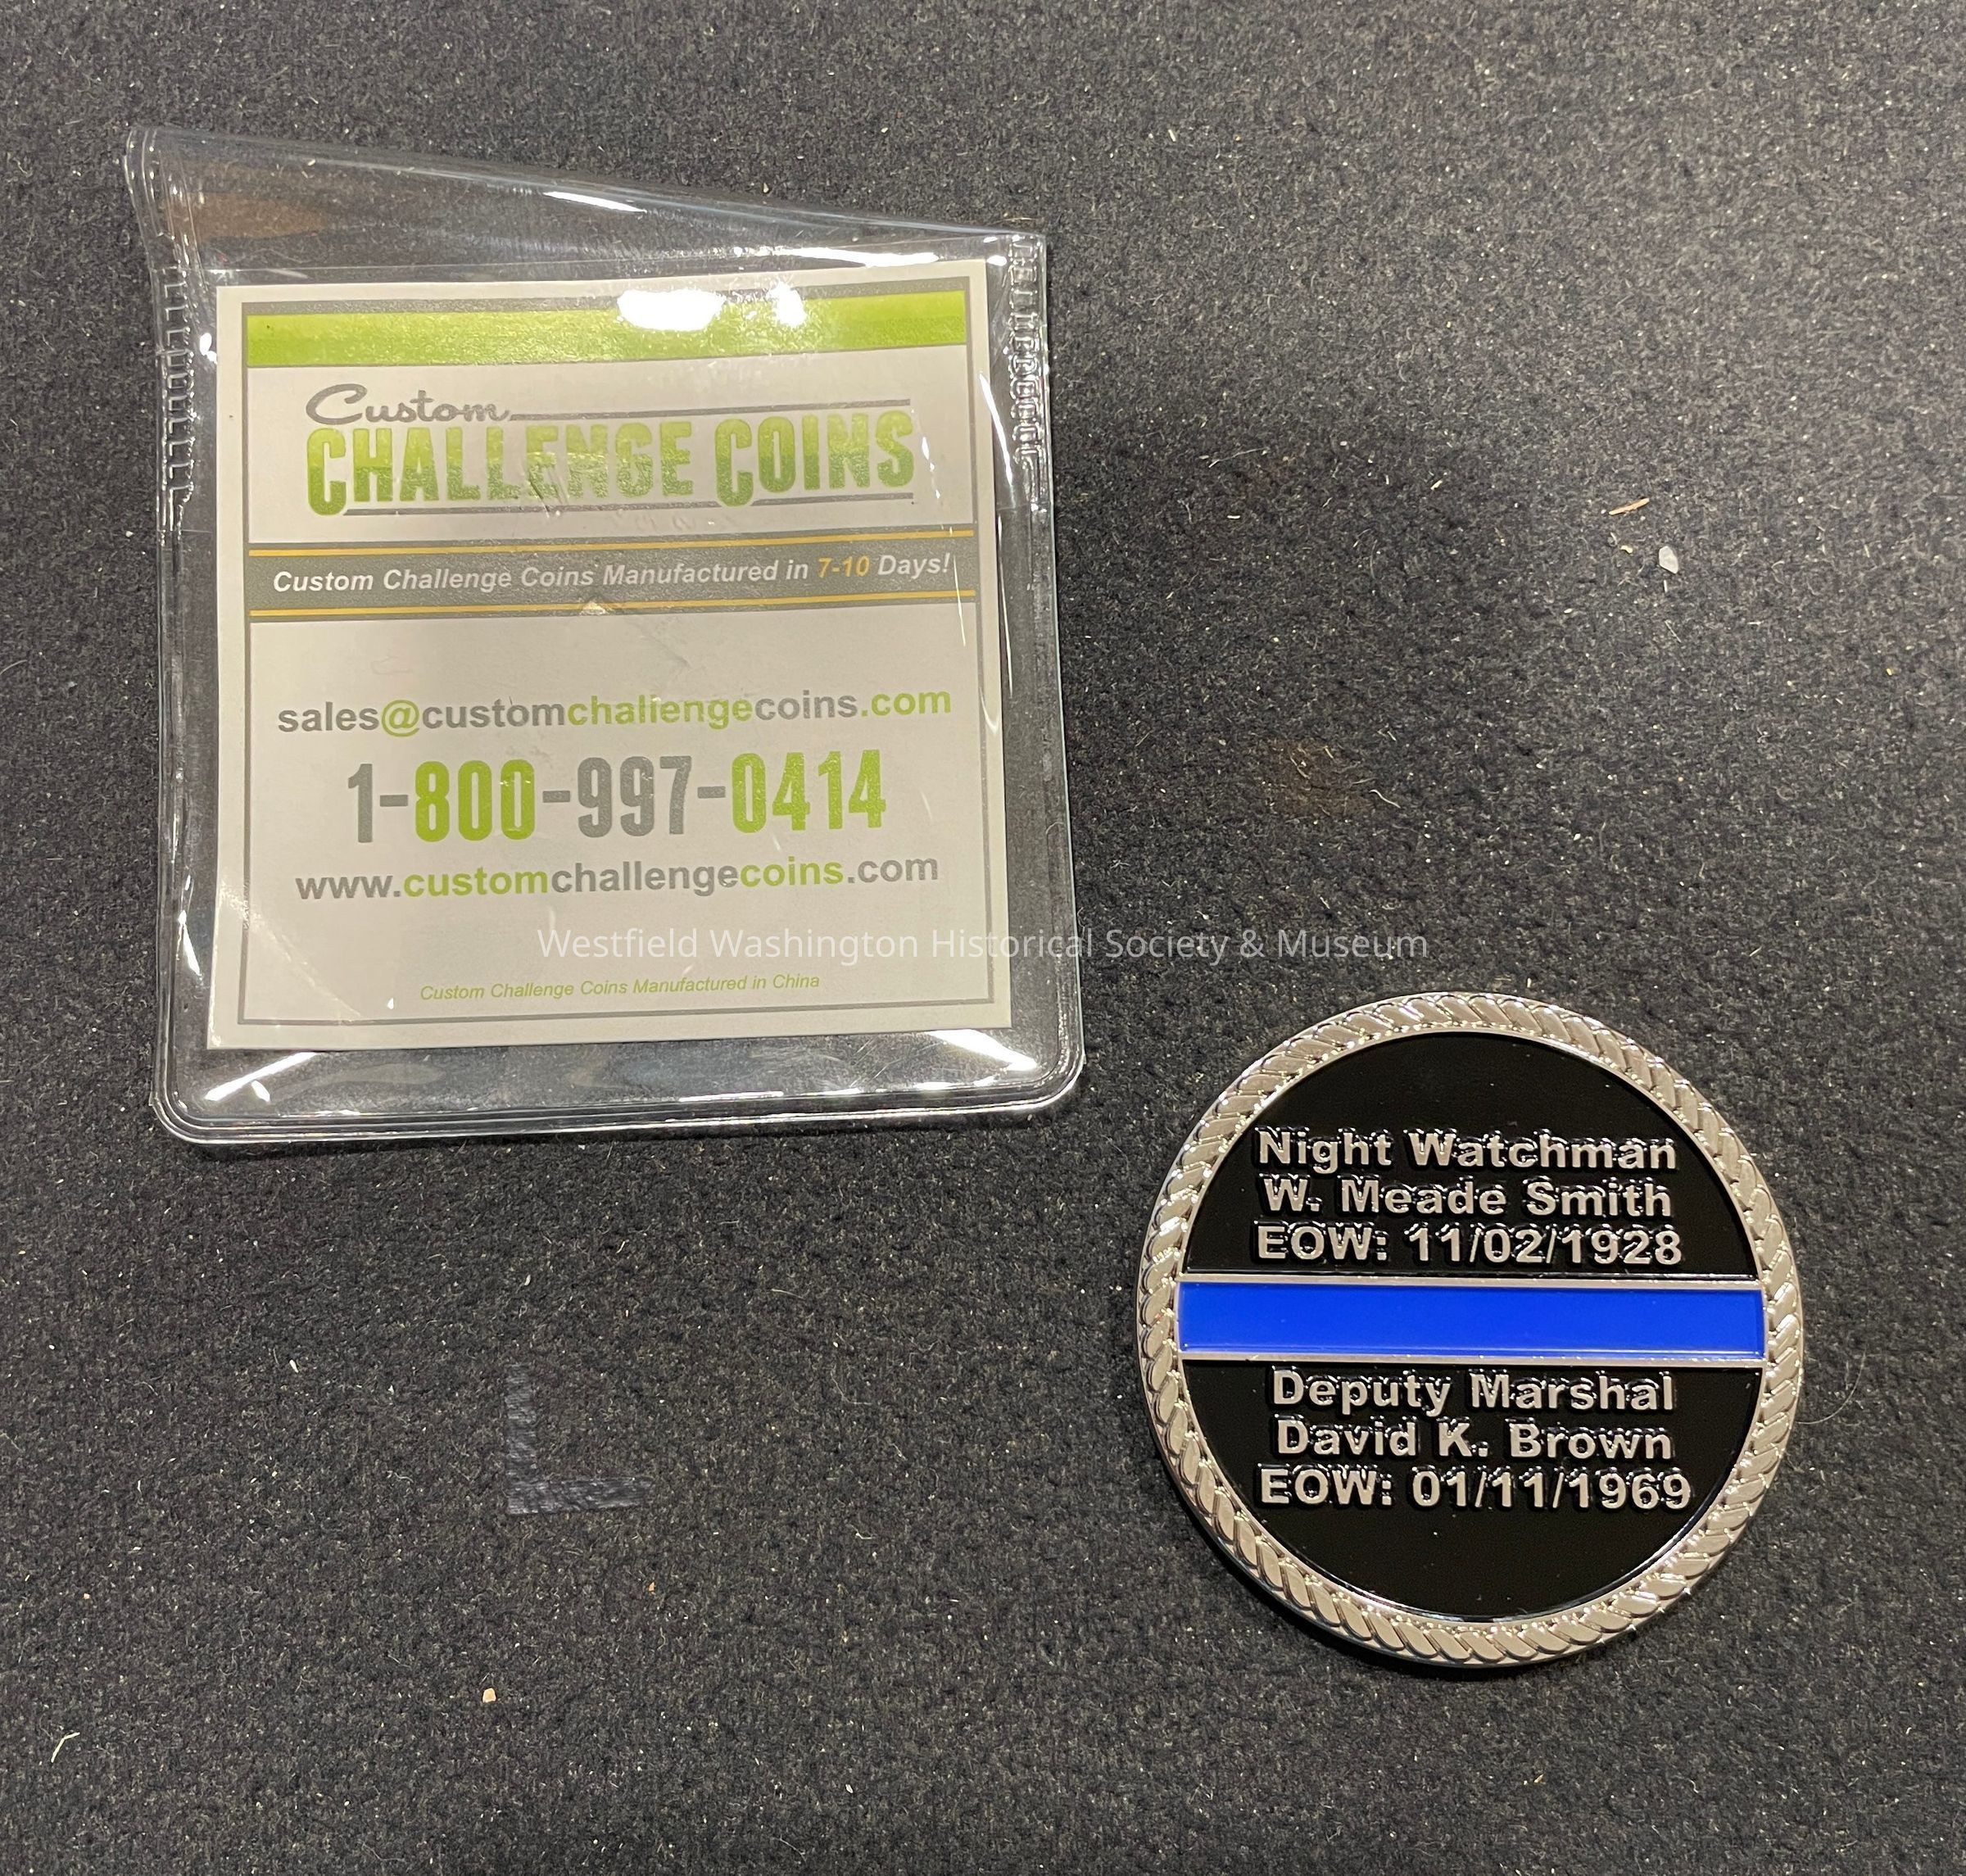 Custom
CHALLENGE COINS
Custom Challenge Coins Manufactured in 7-10 Days!
sales@customchallengecoins.com
1-800-997-0414
www.customchallengecoins.com
Westfield Washington Historical Society & Museum
Custom Challenge Coins Manufactured in China
Night Watchman
W. Meade Smith
EOW: 11/02/1928
Deputy Marshal
David K. Brown
EOW: 01/11/1969